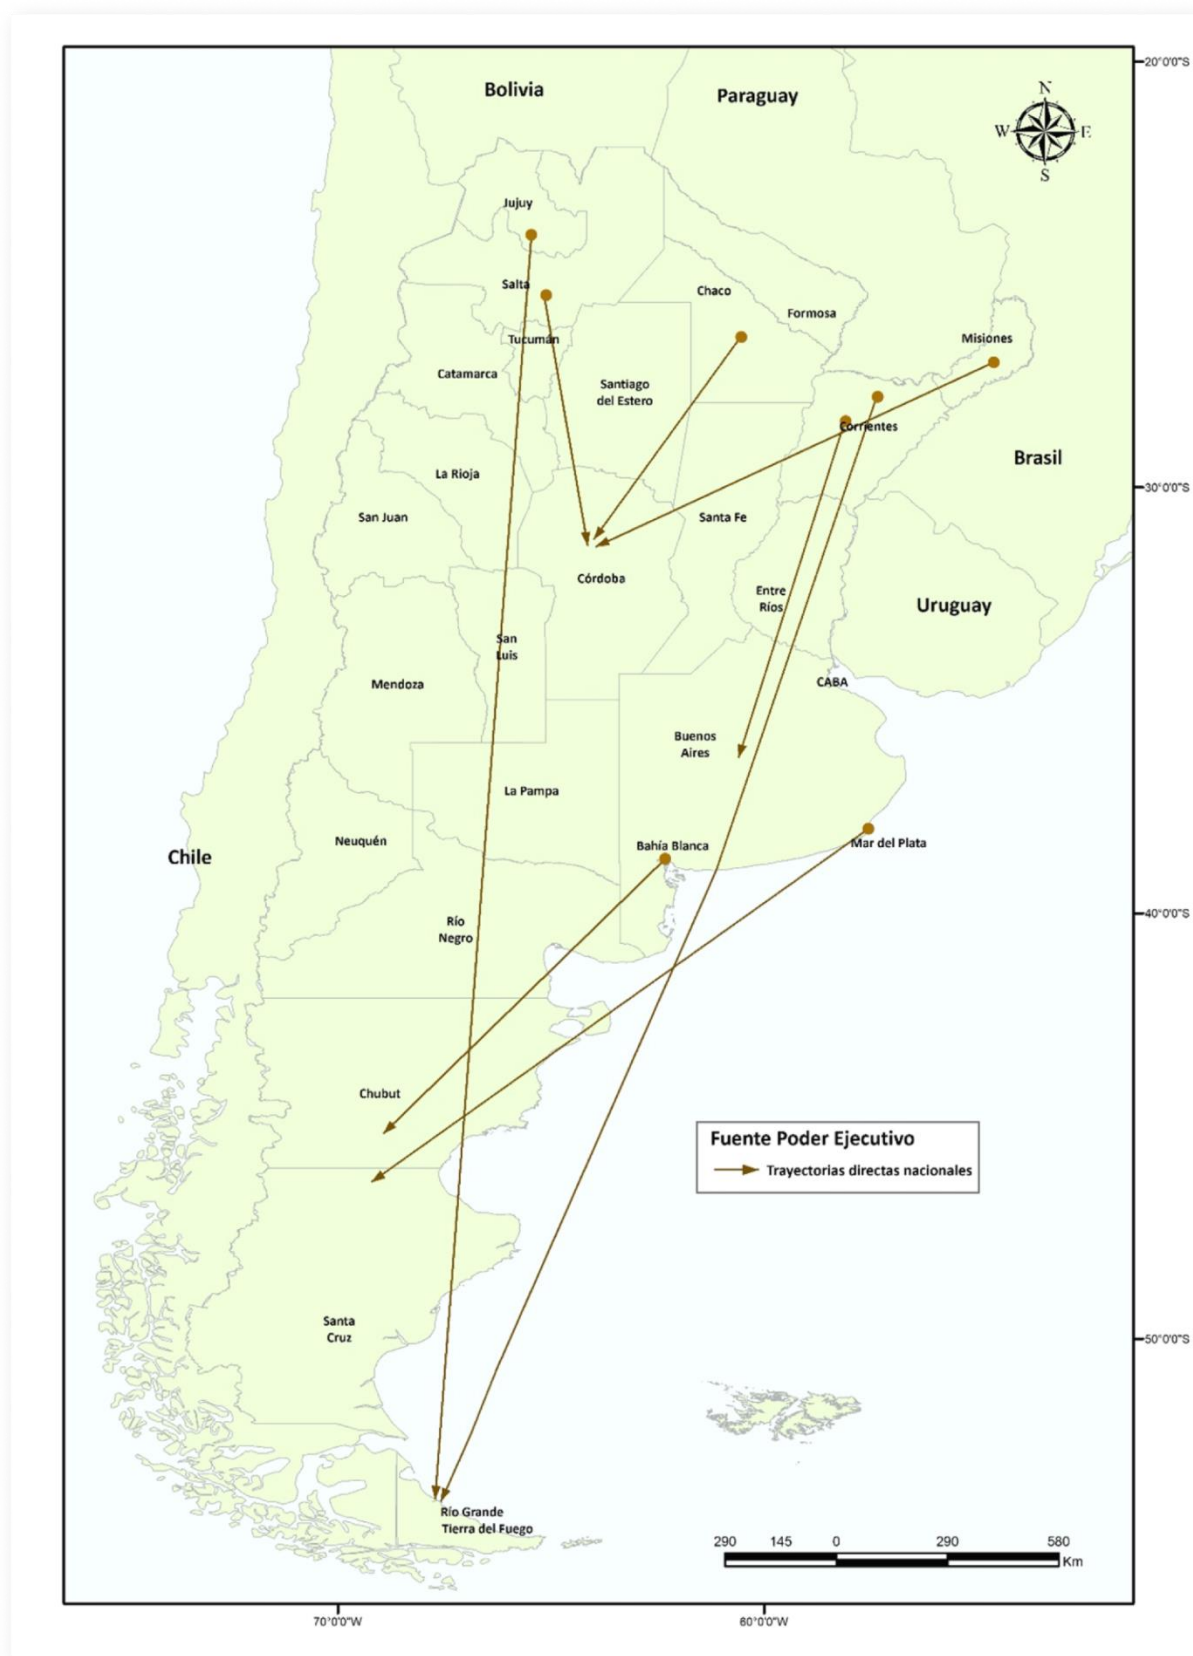 Bolivia
Paraguay
20°0'0"S
N
W
E
S
Jujuy
Salta
Chaco
Formosa
Misiones
Tucumán
Catamarca
Santiago
del Estero
Corrientes
Brasil
La Rioja
30°0'0"S
San Juan
Santa Fe
Córdoba
Entre
Ríos
Uruguay
San
Luis
Mendoza
CABA
Buenos
Aires
La Pampa
Neuquén
Bahía Blanca
Mar del Plata
Chile
Río
Negro
40°0'0"S
Chubut
Fuente Poder Ejecutivo
Trayectorias directas nacionales
Santa
Cruz
50°0'0"S
Río Grande
Tierra del Fuego
290 145 0 290 580
Km
70°0'0"W
60°0'0"W